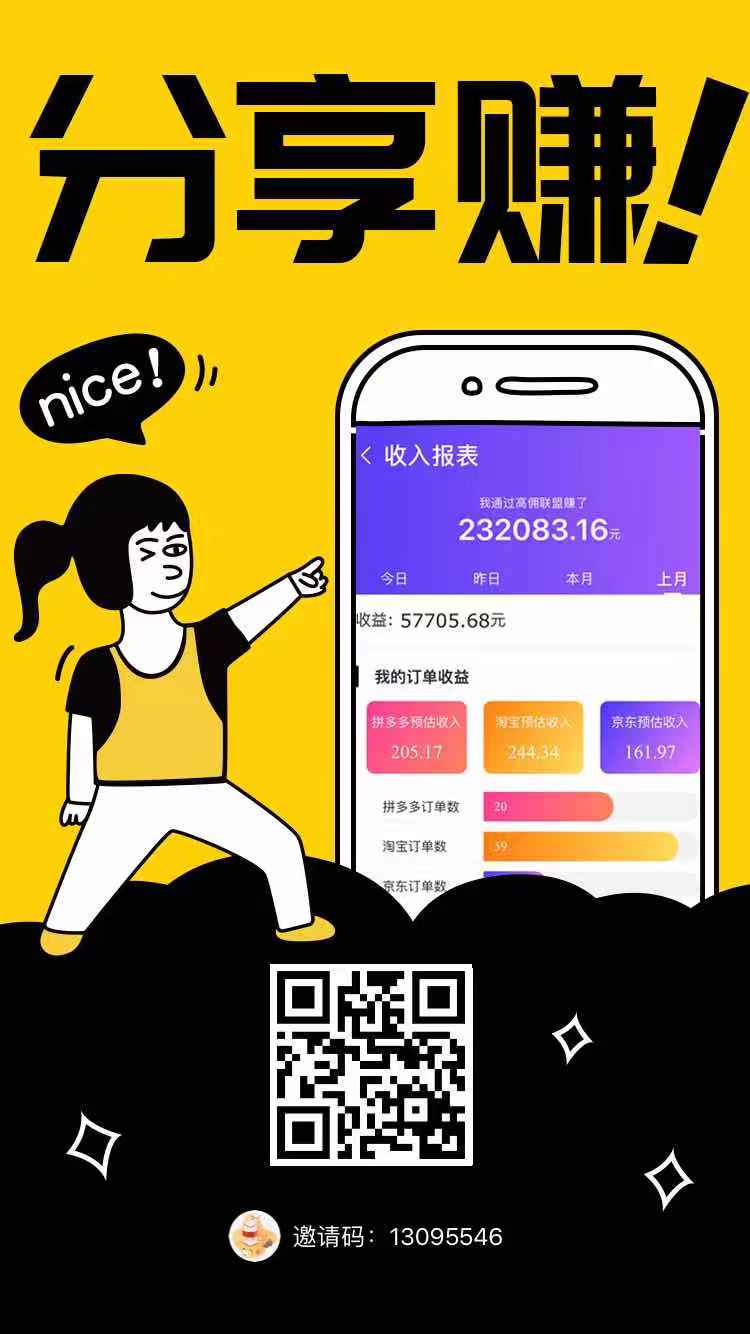 分享赚!
nice!
收入报表
我通过高佣联盟赚了
232083.16元
今日 昨日 本月 上月
收益：57705.68元
我的订单收益
拼多多预估收入 淘宝预估收入 京东预估收入
205.17 244.34 161.97
拼多多订单数 20
淘宝订单数 59
京东订单数
邀请码：13095546